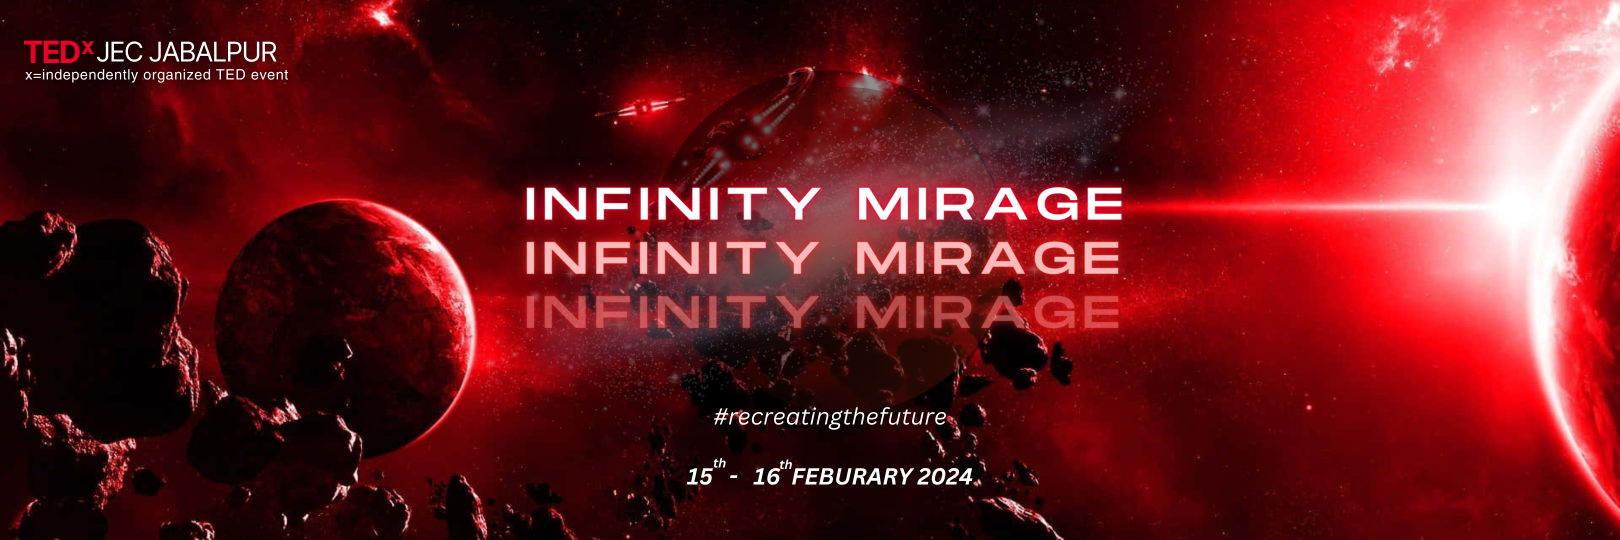 TEDx JEC JABALPUR
x=independently organized TED event
INFINITY MIRAGE
INFINITY MIRAGE
INFINITY MIRAGE
#recreatingthefuture
15th - 16th FEBURARY 2024